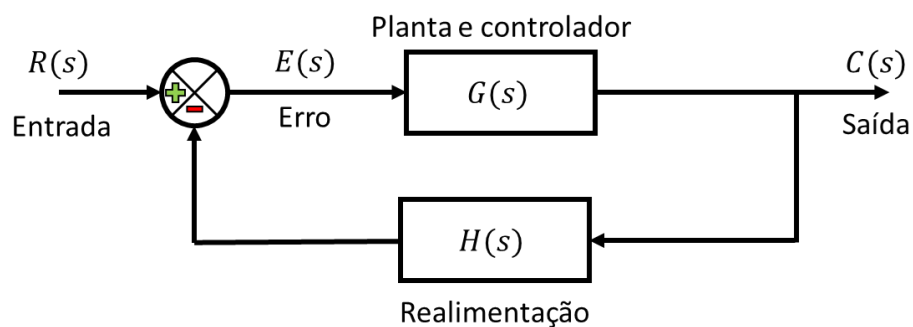 Planta e controlador
R(s)
E(s)
G(s)
C(s)
Entrada
Erro
Saída
H(s)
Realimentação